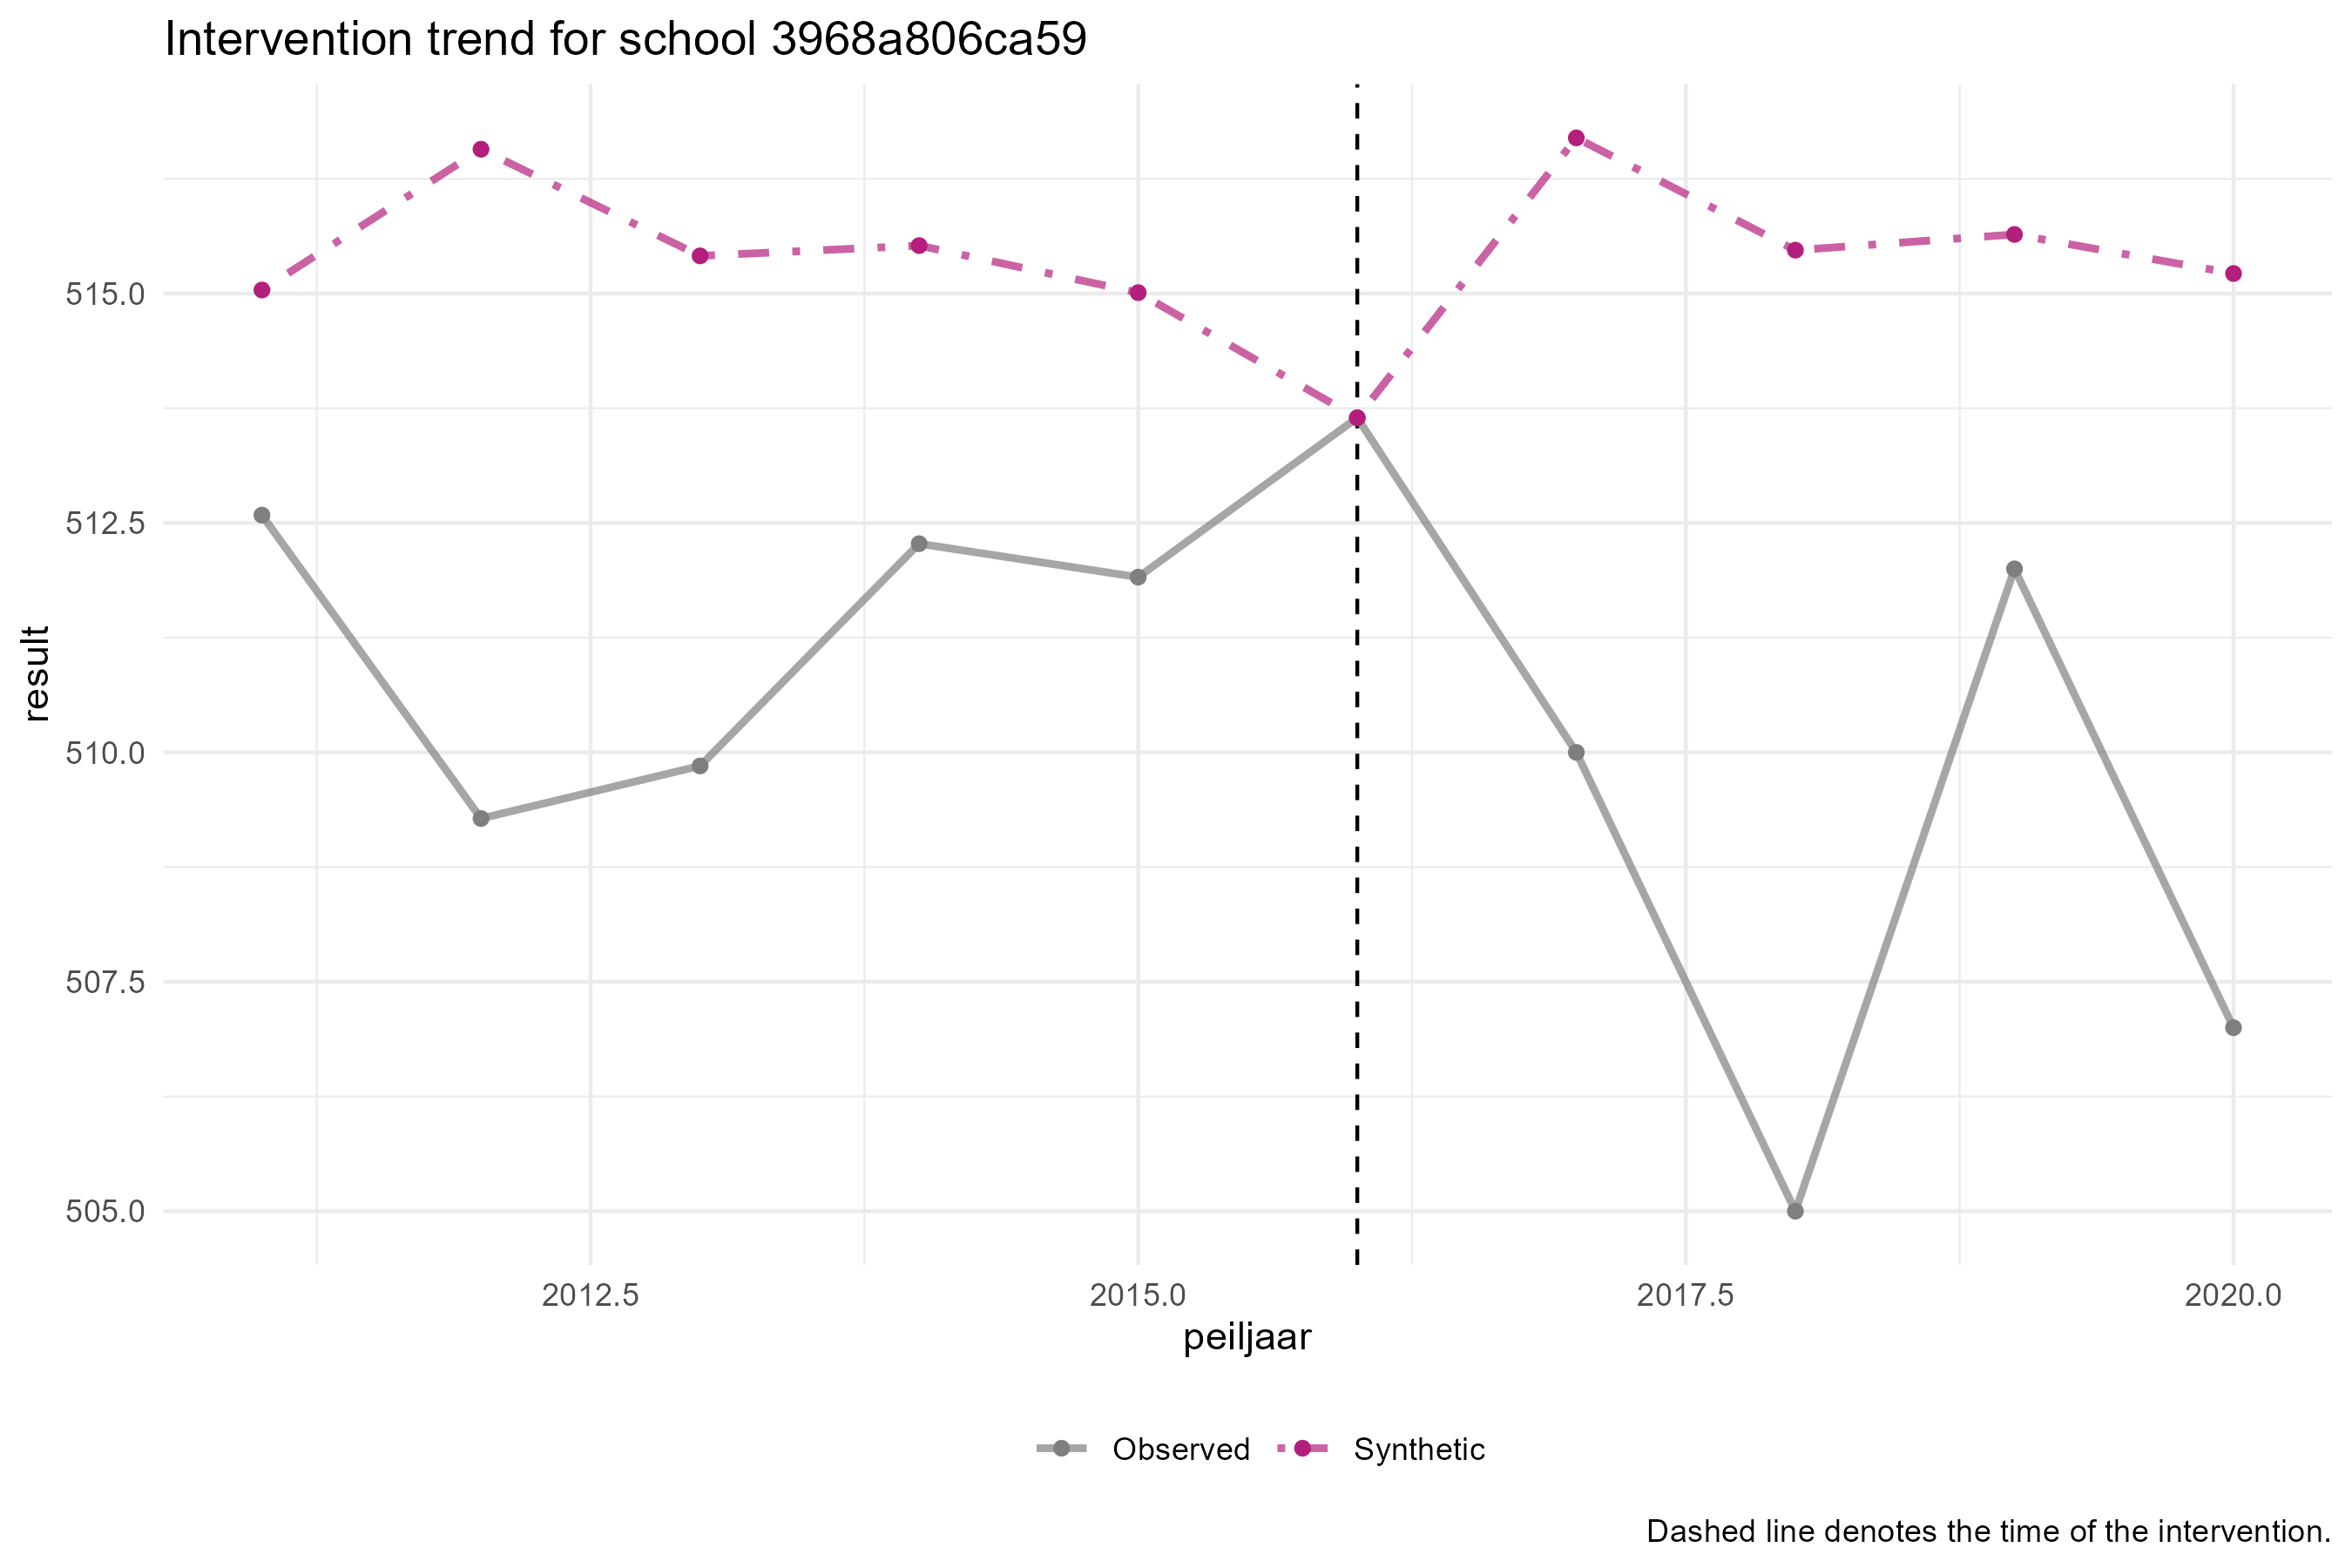 Intervention trend for school 3968a806ca59
515.0
512.5
510.0
507.5
505.0
result
2012.5 2015.0 2017.5 2020.0
peiljaar
Observed Synthetic
Dashed line denotes the time of the intervention.